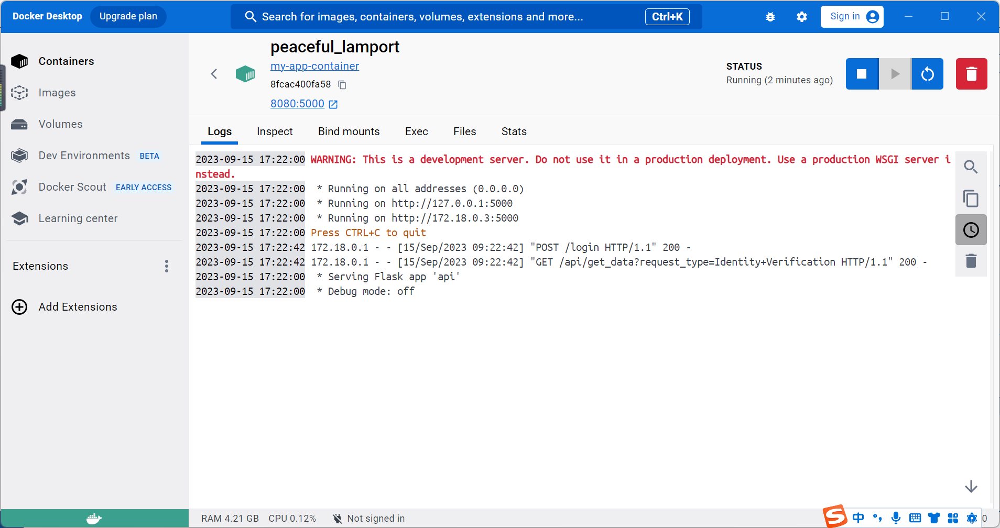 Docker Desktop
Upgrade plan
Search for images, containers, volumes, extensions and more...
Ctrl+K
Sign in
Containers
Images
Volumes
Dev Environments BETA
Docker Scout EARLY ACCESS
Learning center
Extensions
Add Extensions
peaceful_lamport
my-app-container
8fcac400fa58
8080:5000
STATUS
Running (2 minutes ago)
Logs Inspect Bind mounts Exec Files Stats
2023-09-15 17:22:00 WARNING: This is a development server. Do not use it in a production deployment. Use a production WSGI server i
nstead.
2023-09-15 17:22:00 * Running on all addresses (0.0.0.0)
2023-09-15 17:22:00 * Running on http://127.0.0.1:5000
2023-09-15 17:22:00 * Running on http://172.18.0.3:5000
2023-09-15 17:22:00 Press CTRL+C to quit
2023-09-15 17:22:42 172.18.0.1 - - [15/Sep/2023 09:22:42] "POST /login HTTP/1.1" 200 -
2023-09-15 17:22:42 172.18.0.1 - - [15/Sep/2023 09:22:42] "GET /api/get_data?request_type=Identity+Verification HTTP/1.1" 200 -
2023-09-15 17:22:00 * Serving Flask app 'api'
2023-09-15 17:22:00 * Debug mode: off
RAM 4.21 GB CPU 0.12% Not signed in
S 中 °, 0